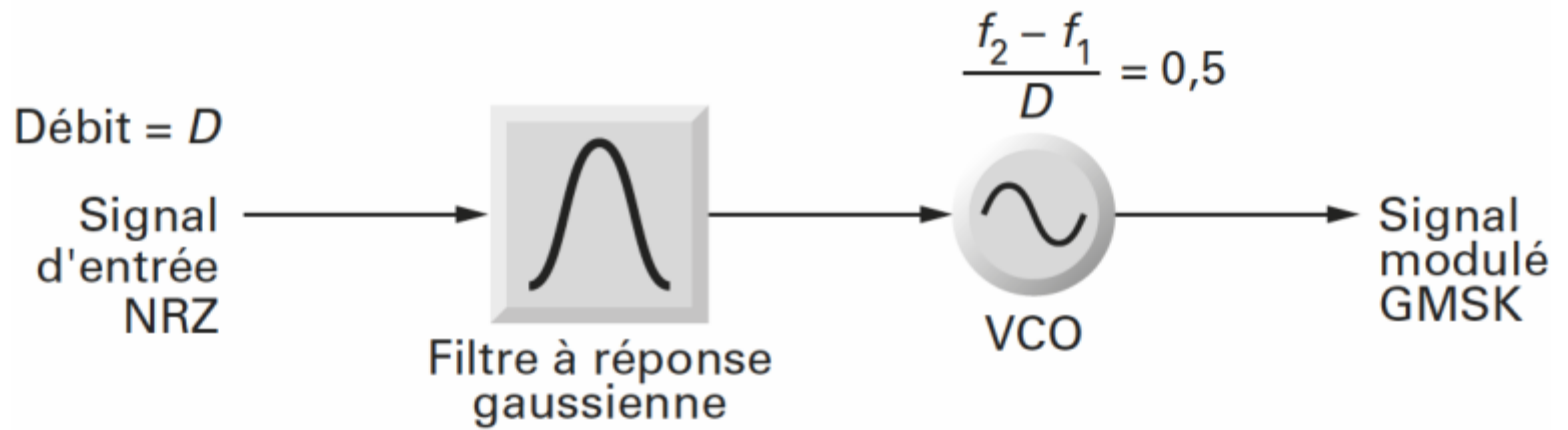 Débit = D
Signal
d'entrée
NRZ
Filtre à réponse
gaussienne
f2 – f1
D
= 0,5
VCO
Signal
modulé
GMSK